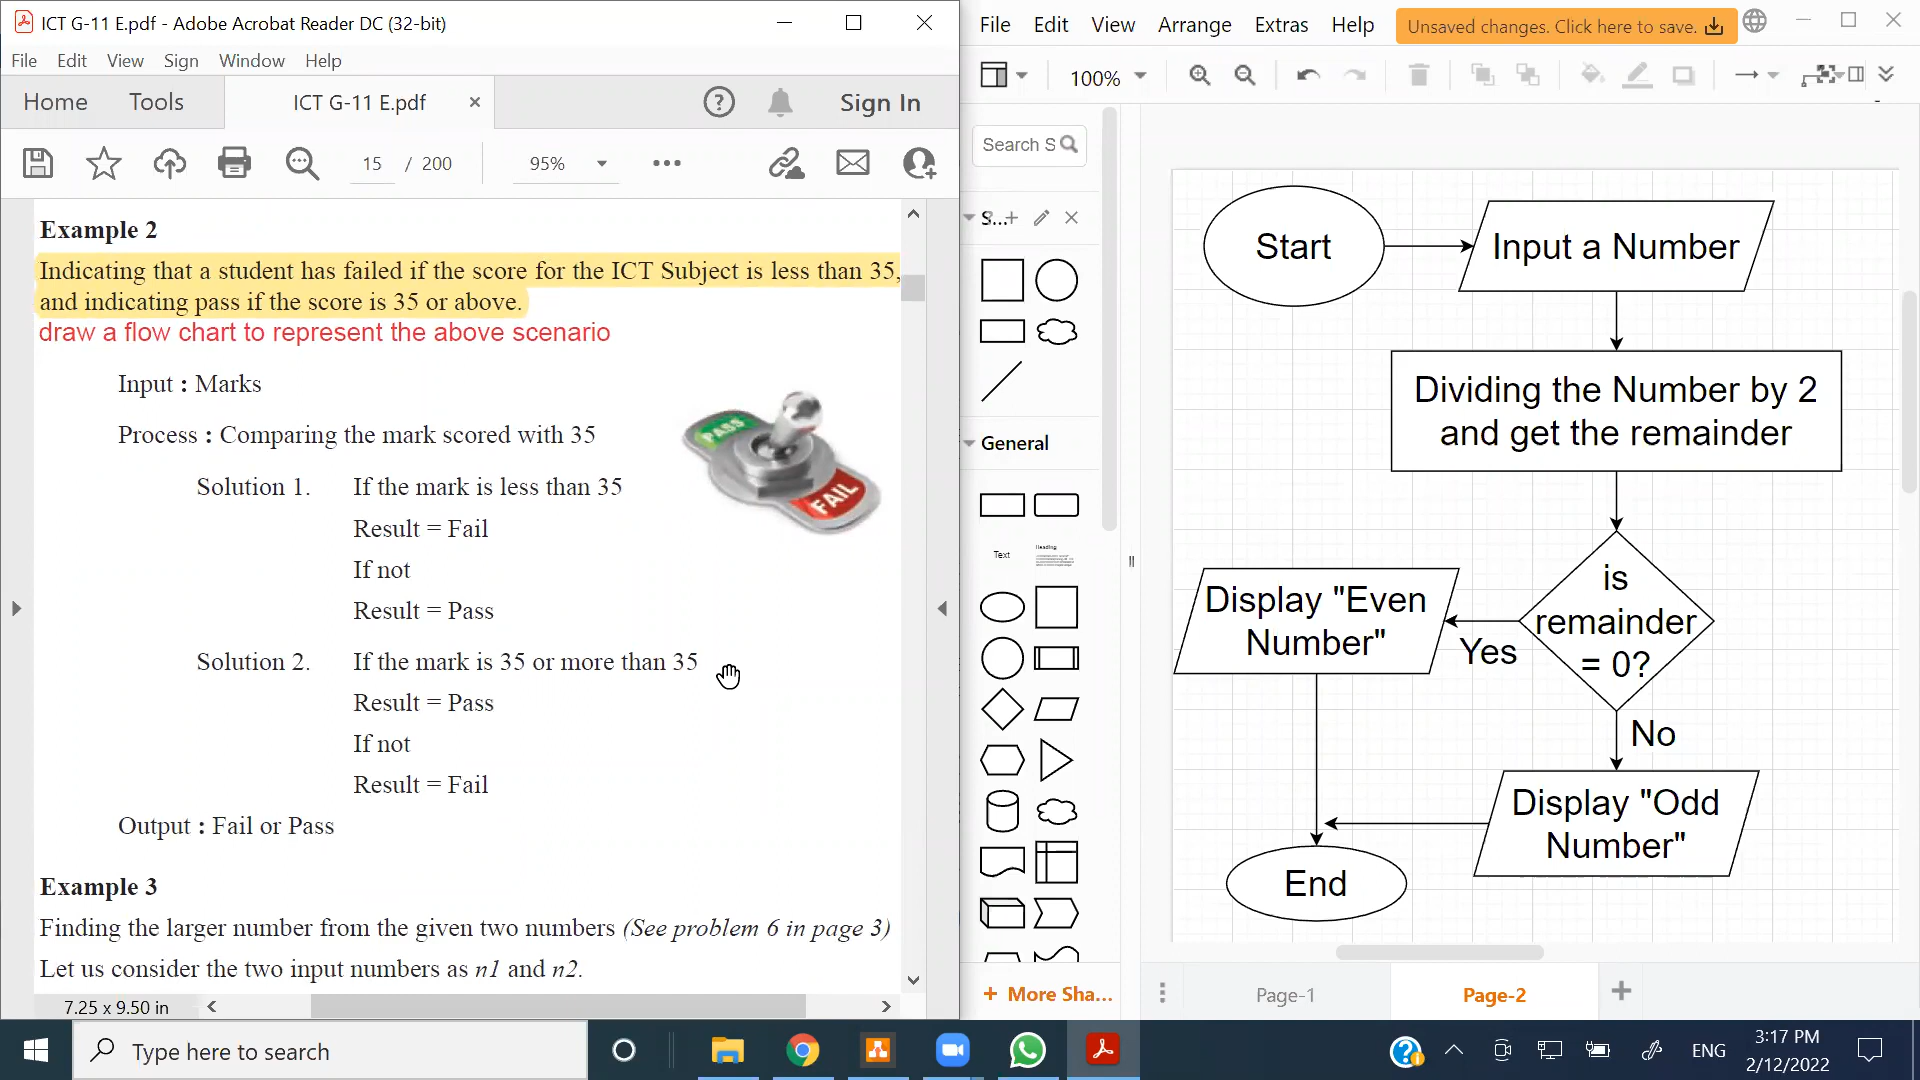 ICT G-11 E.pdf - Adobe Acrobat Reader DC (32-bit)
File Edit View Sign Window Help
Home Tools ICT G-11 E.pdf × Sign In
15 / 200 95%
Example 2
Indicating that a student has failed if the score for the ICT Subject is less than 35,
and indicating pass if the score is 35 or above.
draw a flow chart to represent the above scenario
Input : Marks
Process : Comparing the mark scored with 35
Solution 1. If the mark is less than 35
Result = Fail
If not
Result = Pass
Solution 2. If the mark is 35 or more than 35
Result = Pass
If not
Result = Fail
Output : Fail or Pass
PASS
FAIL
Example 3
Finding the larger number from the given two numbers (See problem 6 in page 3)
Let us consider the two input numbers as n1 and n2.
7.25 x 9.50 in
File Edit View Arrange Extras Help Unsaved changes. Click here to save.
100%
Search S
S...
General
Text
Heading
+ More Sha...
Start
Input a Number
Dividing the Number by 2
and get the remainder
is
remainder
= 0?
Yes
No
Display "Even
Number"
Display "Odd
Number"
End
Page-1 Page-2
Type here to search
ENG
3:17 PM
2/12/2022